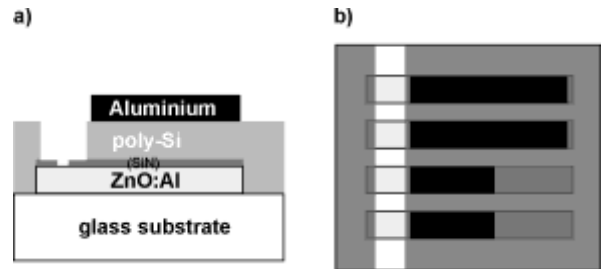 a)
b)
Aluminium
poly-Si
(SiN)
ZnO:Al
glass substrate